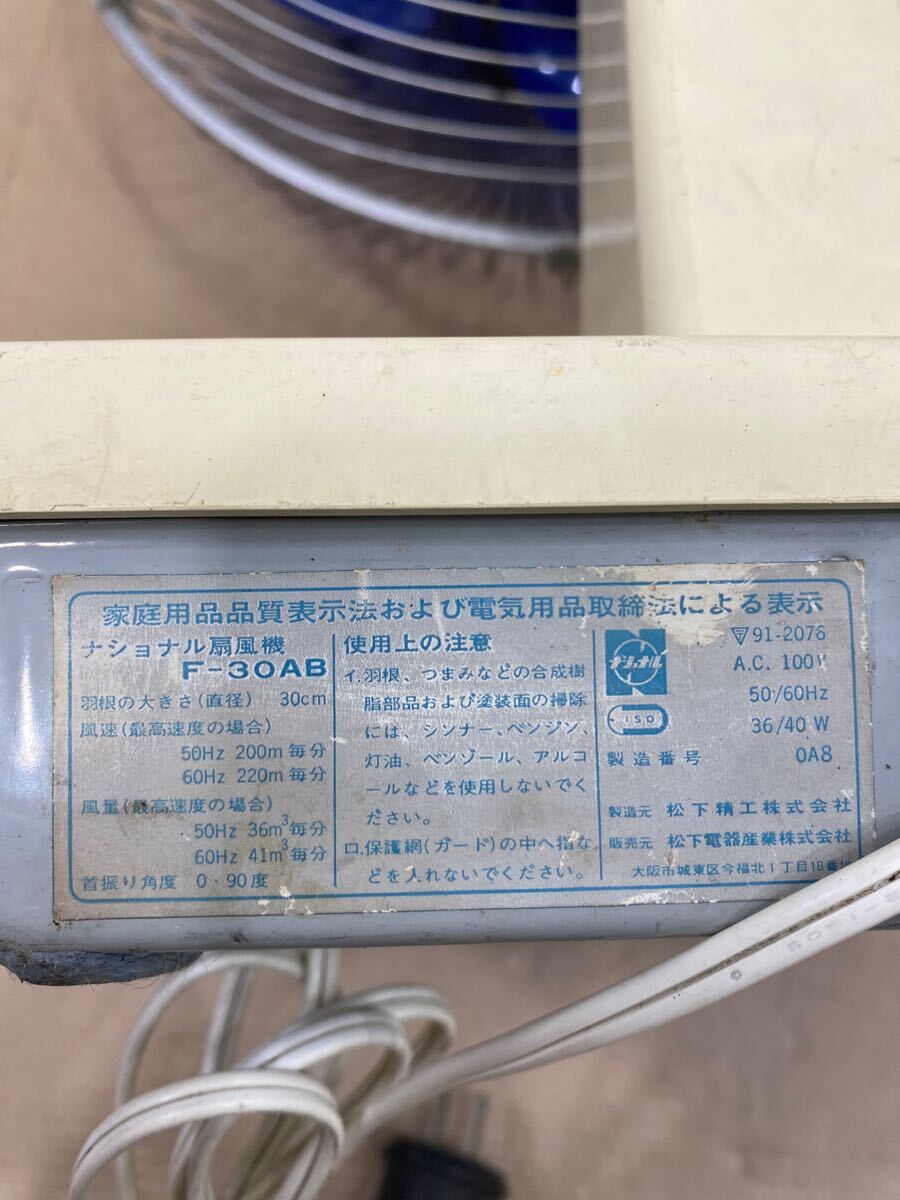 家庭用品品質表示法および電気用品取締法による表示
ナショナル扇風機
F-30AB
羽根の大きさ(直径) 30cm
風速(最高速度の場合)
50Hz 200m毎分
60Hz 220m毎分
風量(最高速度の場合)
50Hz 36m³毎分
60Hz 41m³毎分
首振り角度 0・90度
使用上の注意
イ.羽根、つまみなどの合成樹
脂部品および塗装面の掃除
には、シンナー、ベンジン、
灯油、ベンゾール、アルコ
ールなどを使用しないでく
ださい。
ロ.保護網(ガード)の中へ指な
どを入れないでください。
ナショナル
ISO
91-2076
A.C. 100V
50/60Hz
36/40 W
製造番号 0A8
製造元 松下精工株式会社
販売元 松下電器産業株式会社
大阪市城東区今福北1丁目18番地